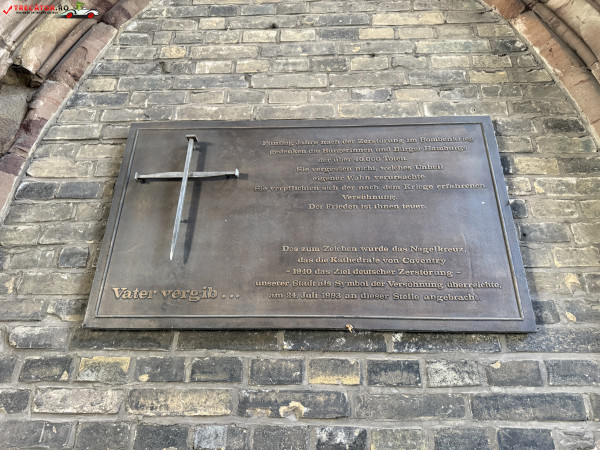 TRECATOR.RO
Fünfzig Jahre nach der Zerstörung im Bombenkrieg
gedenken die Bürgerinnen und Bürger Hamburgs
der über 40.000 Toten.
Sie vergessen nicht, welches Unheil
eigener Wahn verursachte.
Sie verpflichten sich der nach dem Kriege erfahrenen
Versöhnung.
Der Frieden ist ihnen teuer.
Des zum Zeichen wurde das Nagelkreuz,
das die Kathedrale von Coventry
- 1940 das Ziel deutscher Zerstörung -
unserer Stadt als Symbol der Versöhnung überreichte,
am 24. Juli 1993 an dieser Stelle angebracht.
Vater vergib ...